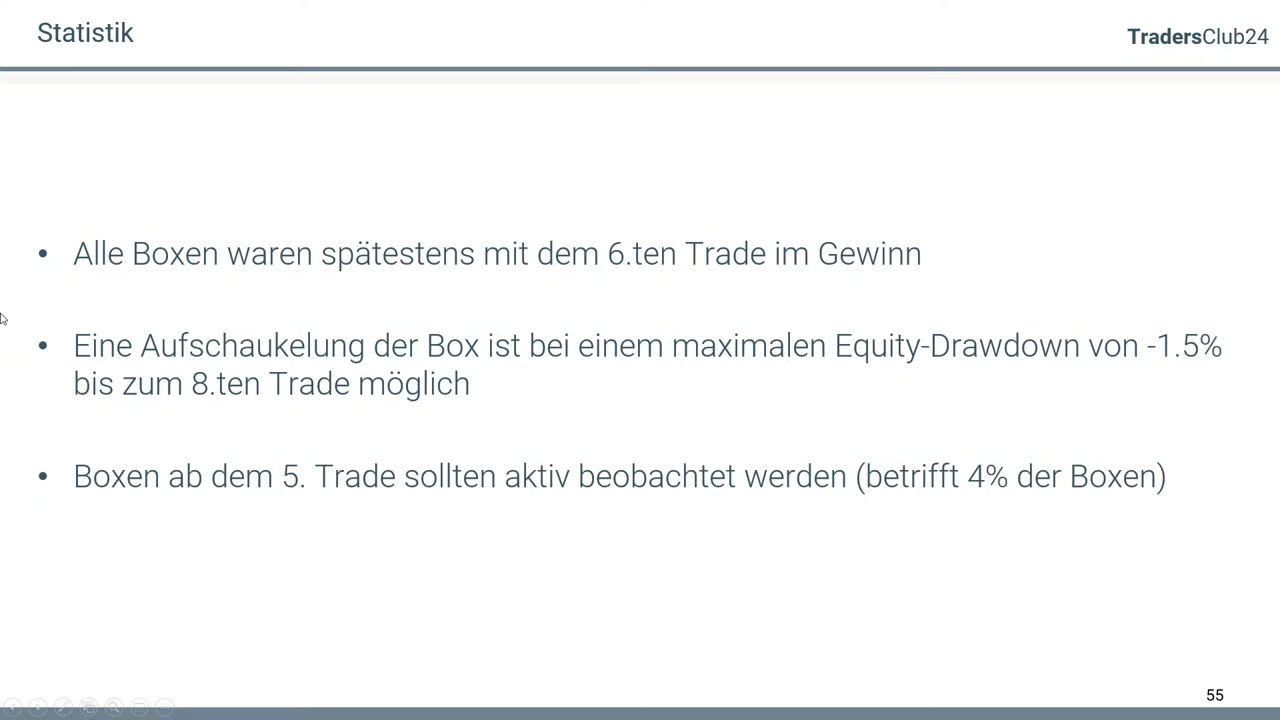 Statistik
TradersClub24
• Alle Boxen waren spätestens mit dem 6.ten Trade im Gewinn
• Eine Aufschaukelung der Box ist bei einem maximalen Equity-Drawdown von -1.5%
bis zum 8.ten Trade möglich
• Boxen ab dem 5. Trade sollten aktiv beobachtet werden (betrifft 4% der Boxen)
55